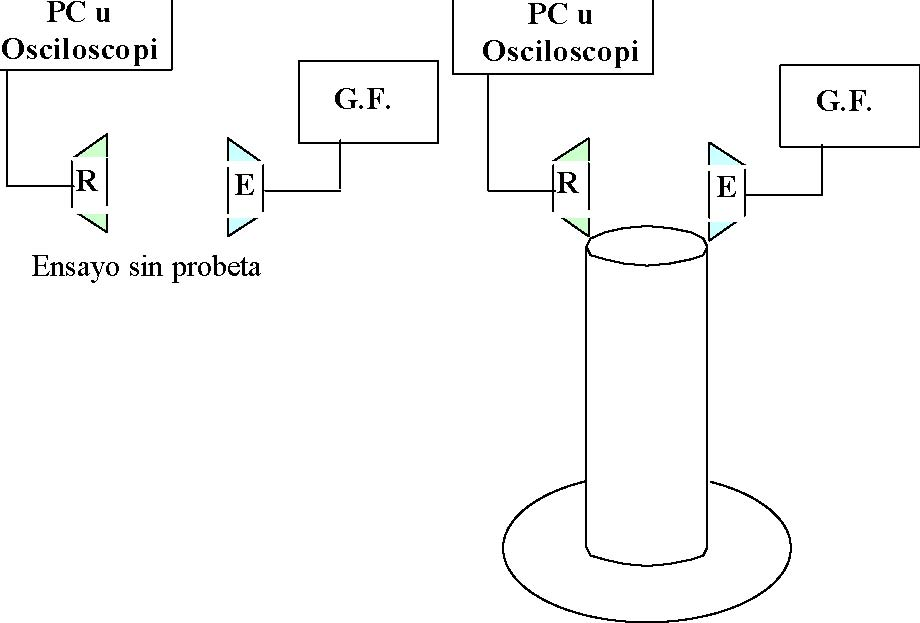 PC u
Osciloscopi
G.F.
R
E
Ensayo sin probeta
PC u
Osciloscopi
G.F.
R
E